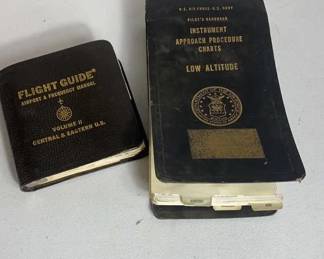 FLIGHT GUIDE®
AIRPORT & FREQUENCY MANUAL
VOLUME II
CENTRAL & EASTERN U.S.
U.S. AIR FORCE - U.S. NAVY
PILOT'S HANDBOOK
INSTRUMENT
APPROACH PROCEDURE
CHARTS
LOW ALTITUDE